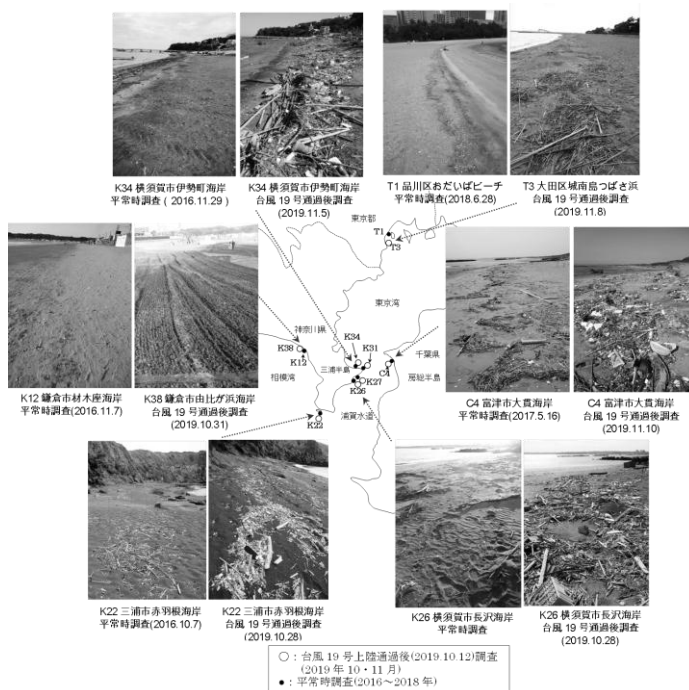 K34 横須賀市伊勢町海岸
平常時調査 ( 2016.11.29 )
K34 横須賀市伊勢町海岸
台風 19 号通過後調査
(2019.11.5)
T1 品川区おだいばビーチ
平常時調査(2018.6.28)
T3 大田区城南島つばさ浜
台風 19 号通過後調査
(2019.11.8)
東京都
T1
T3
東京湾
神奈川県
K38
K12
相模湾
K34
K31
三浦半島
K27
K26
K22
浦賀水道
千葉県
C4
房総半島
K12 鎌倉市材木座海岸
平常時調査(2016.11.7)
K38 鎌倉市由比が浜海岸
台風 19 号通過後調査
(2019.10.31)
C4 富津市大貫海岸
平常時調査(2017.5.16)
C4 富津市大貫海岸
台風 19 号通過後調査
(2019.11.10)
K22 三浦市赤羽根海岸
平常時調査(2016.10.7)
K22 三浦市赤羽根海岸
台風 19 号通過後調査
(2019.10.28)
K26 横須賀市長沢海岸
平常時調査
K26 横須賀市長沢海岸
台風 19 号通過後調査
(2019.10.28)
○ : 台風 19 号上陸通過後(2019.10.12)調査
(2019 年 10・11 月)
● : 平常時調査(2016～2018 年)